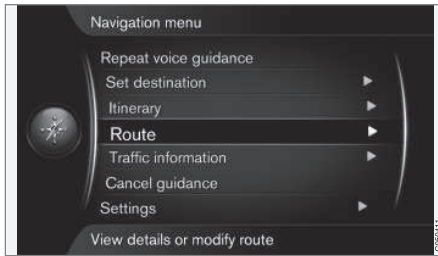 Navigation menu
Repeat voice guidance
Set destination
Itinerary
Route
Traffic information
Cancel guidance
Settings
View details or modify route